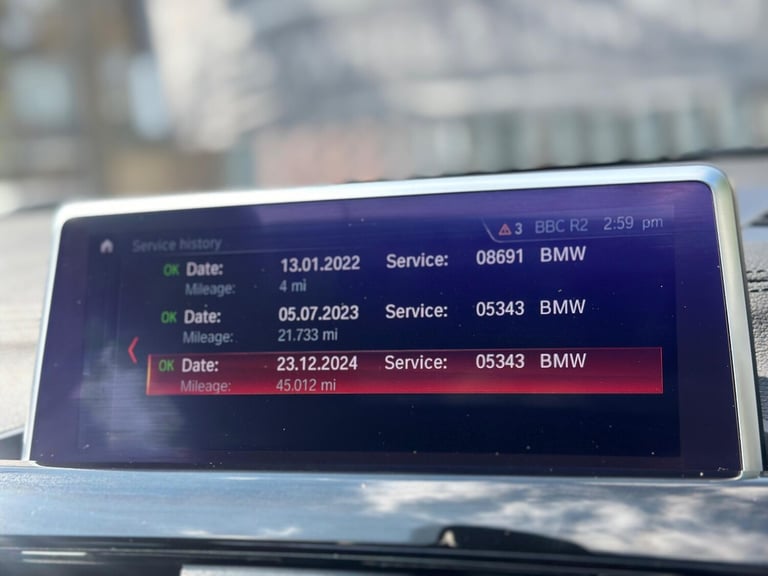 3 BBC R2 2:59 pm
Service history
OK Date: 13.01.2022 Service: 08691 BMW
Mileage: 4 mi
OK Date: 05.07.2023 Service: 05343 BMW
Mileage: 21.733 mi
OK Date: 23.12.2024 Service: 05343 BMW
Mileage: 45.012 mi